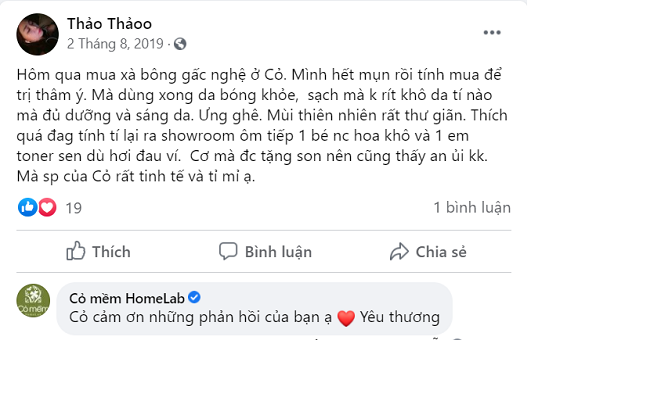 Thảo Thảoo
2 Tháng 8, 2019 ·
Hôm qua mua xà bông gấc nghệ ở Cỏ. Mình hết mụn rồi tính mua để
trị thâm ý. Mà dùng xong da bóng khỏe, sạch mà k rít khô da tí nào
mà đủ dưỡng và sáng da. Ưng ghê. Mùi thiên nhiên rất thư giãn. Thích
quá đag tính tí lại ra showroom ôm tiếp 1 bé nc hoa khô và 1 em
toner sen dù hơi đau ví. Cơ mà đc tặng son nên cũng thấy an ủi kk.
Mà sp của Cỏ rất tinh tế và tỉ mỉ ạ.
19
1 bình luận
Thích
Bình luận
Chia sẻ
Cỏ mềm
Cỏ mềm HomeLab
Cỏ cảm ơn những phản hồi của bạn ạ ❤️ Yêu thương